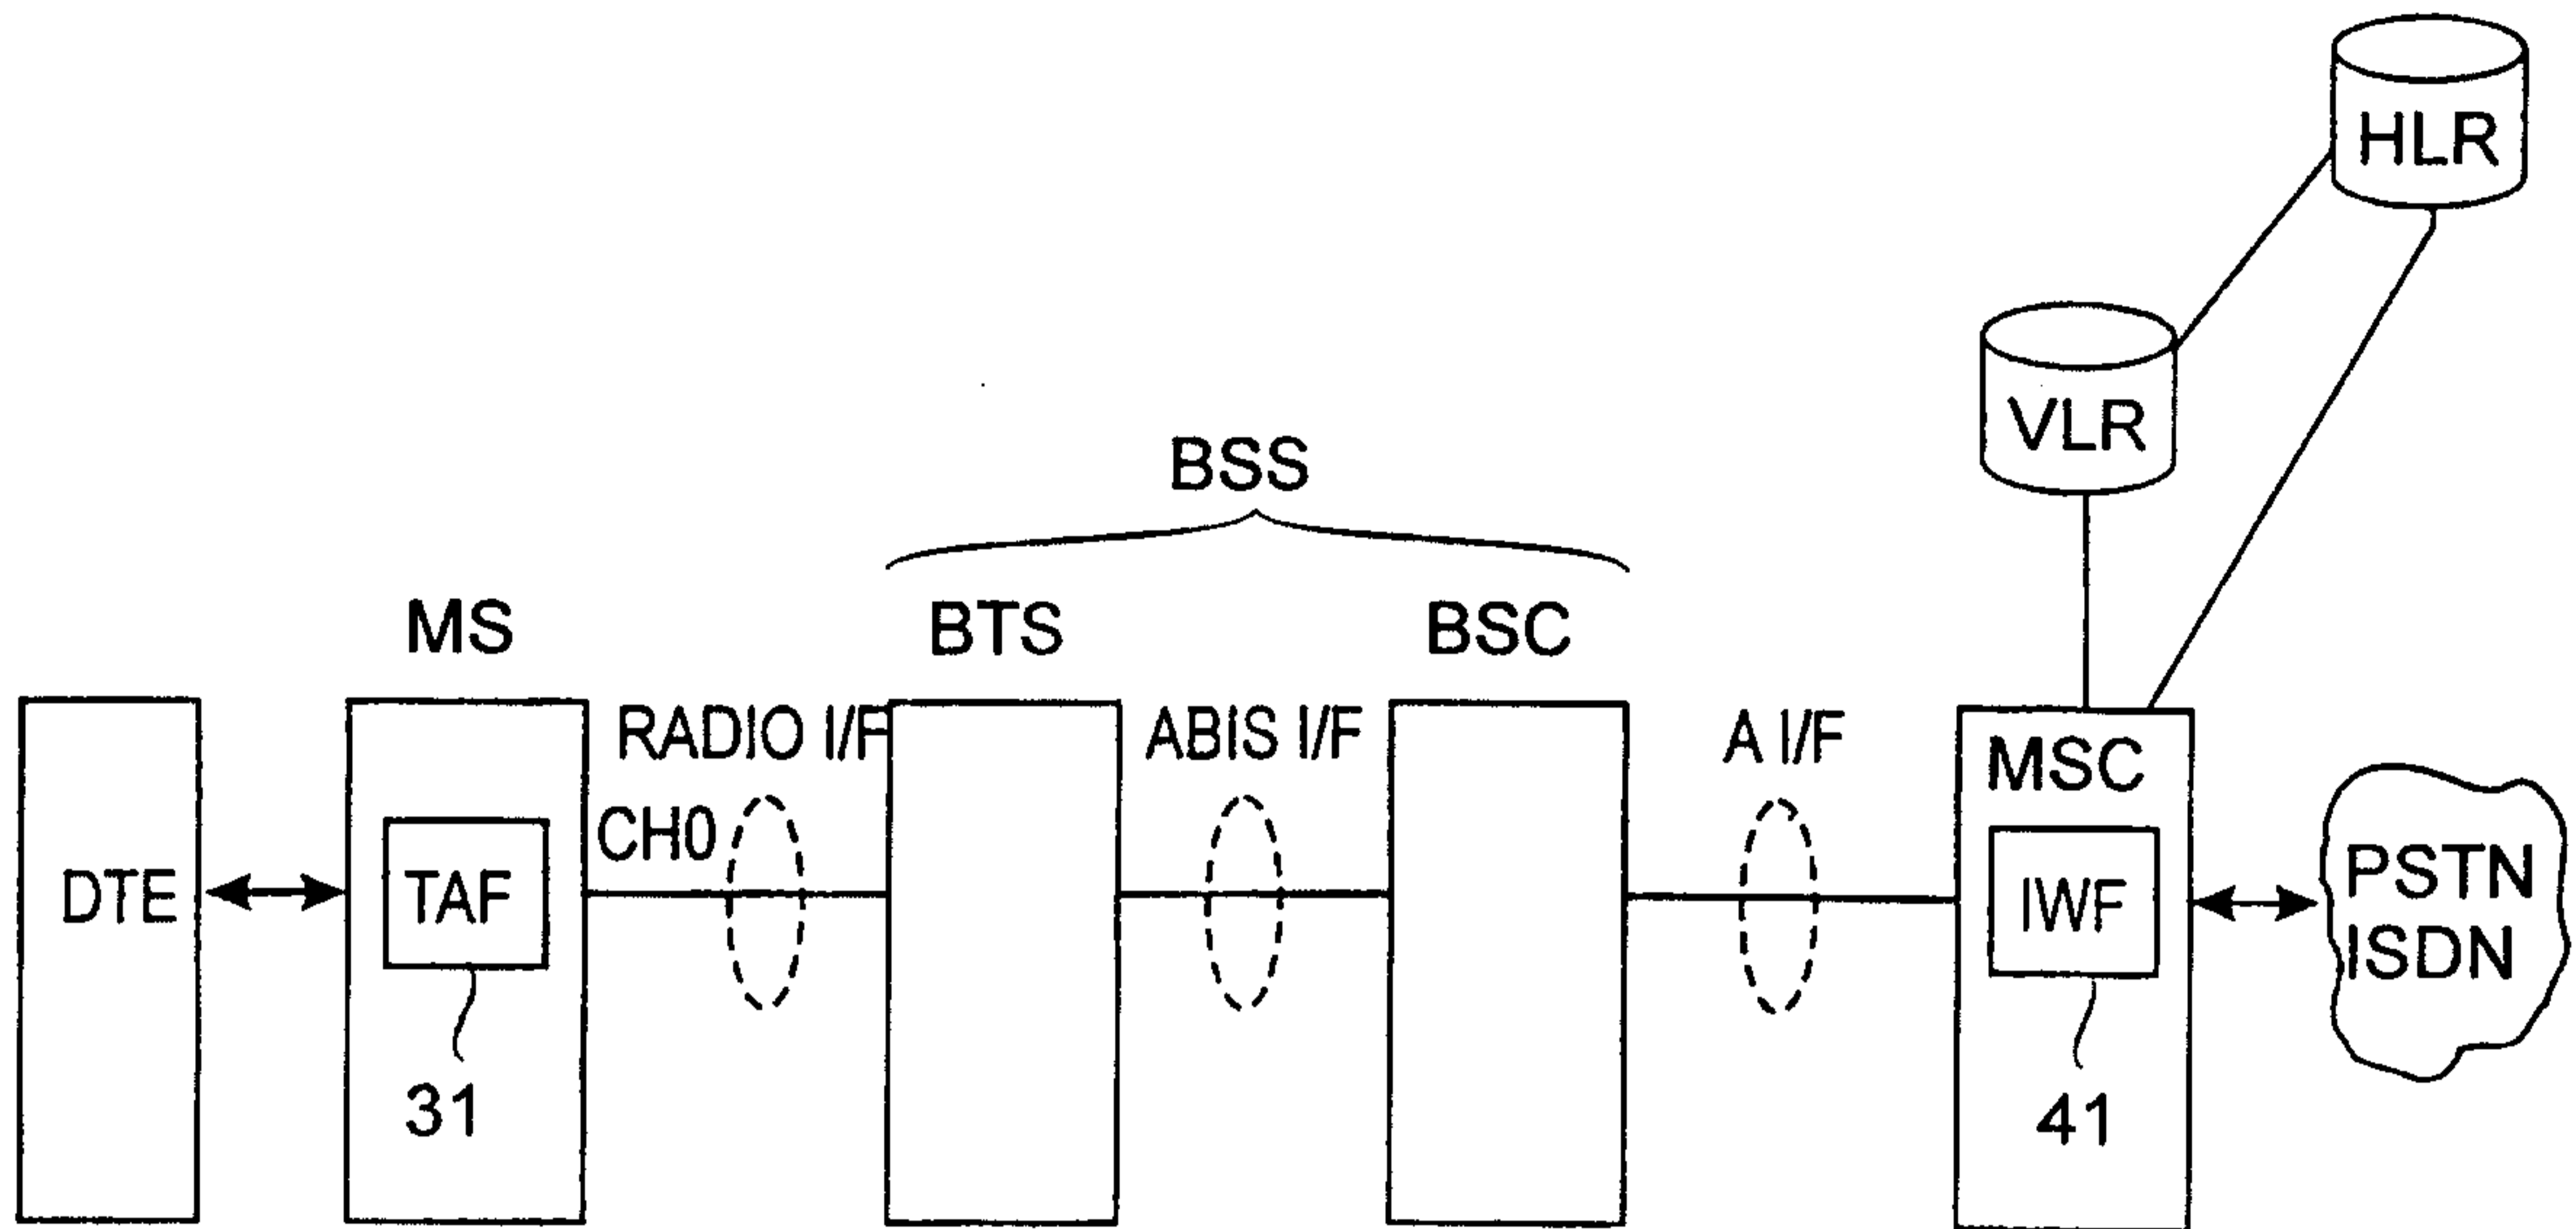 HLR
VLR
BSS
MS
BTS
BSC
RADIO I/F
ABIS I/F
A I/F
MSC
CH0
DTE
TAF
IWF
PSTN
ISDN
31
41